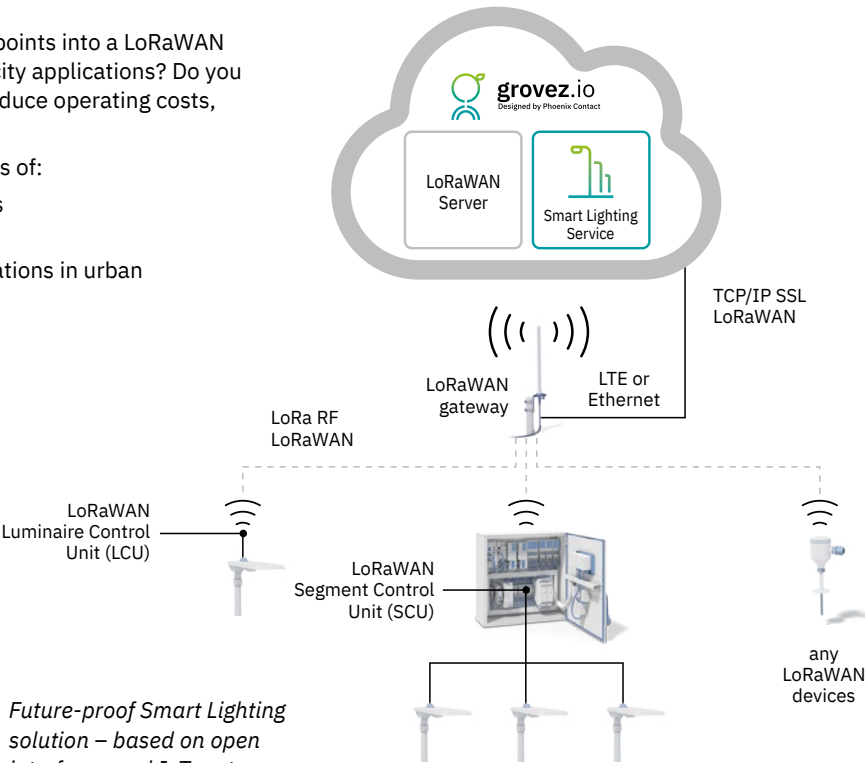 points into a LoRaWAN
city applications? Do you
duce operating costs,
s of:
s
ations in urban
grovez.io
Designed by Phoenix Contact
LoRaWAN
Server
Smart Lighting
Service
TCP/IP SSL
LoRaWAN
LoRaWAN
gateway
LTE or
Ethernet
LoRa RF
LoRaWAN
LoRaWAN
Luminaire Control
Unit (LCU)
LoRaWAN
Segment Control
Unit (SCU)
any
LoRaWAN
devices
Future-proof Smart Lighting
solution – based on open